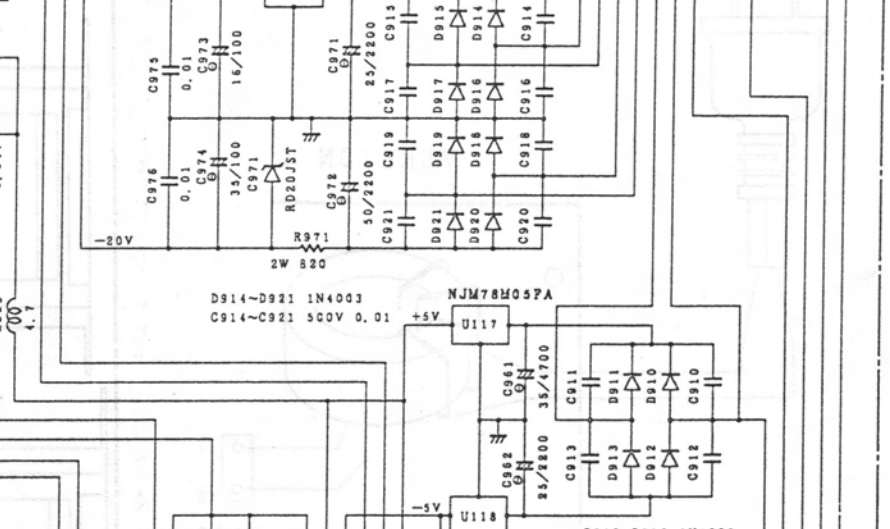 C975
0.01
C973
16/100
C971
25/2200
C915
D915
D914
C914
C917
D917
D916
C916
C976
0.01
C974
35/100
C971
RD20JST
C972
50/2200
C919
D919
D918
C918
C921
D921
D920
C920
-20V
R971
2W 820
D914~D921 1N4003
C914~C921 500V 0.01
NJM78M05FA
+5V
U117
4.7
C961
35/4700
C911
D911
D910
C910
C962
25/2200
C913
D913
D912
C912
-5V
U118